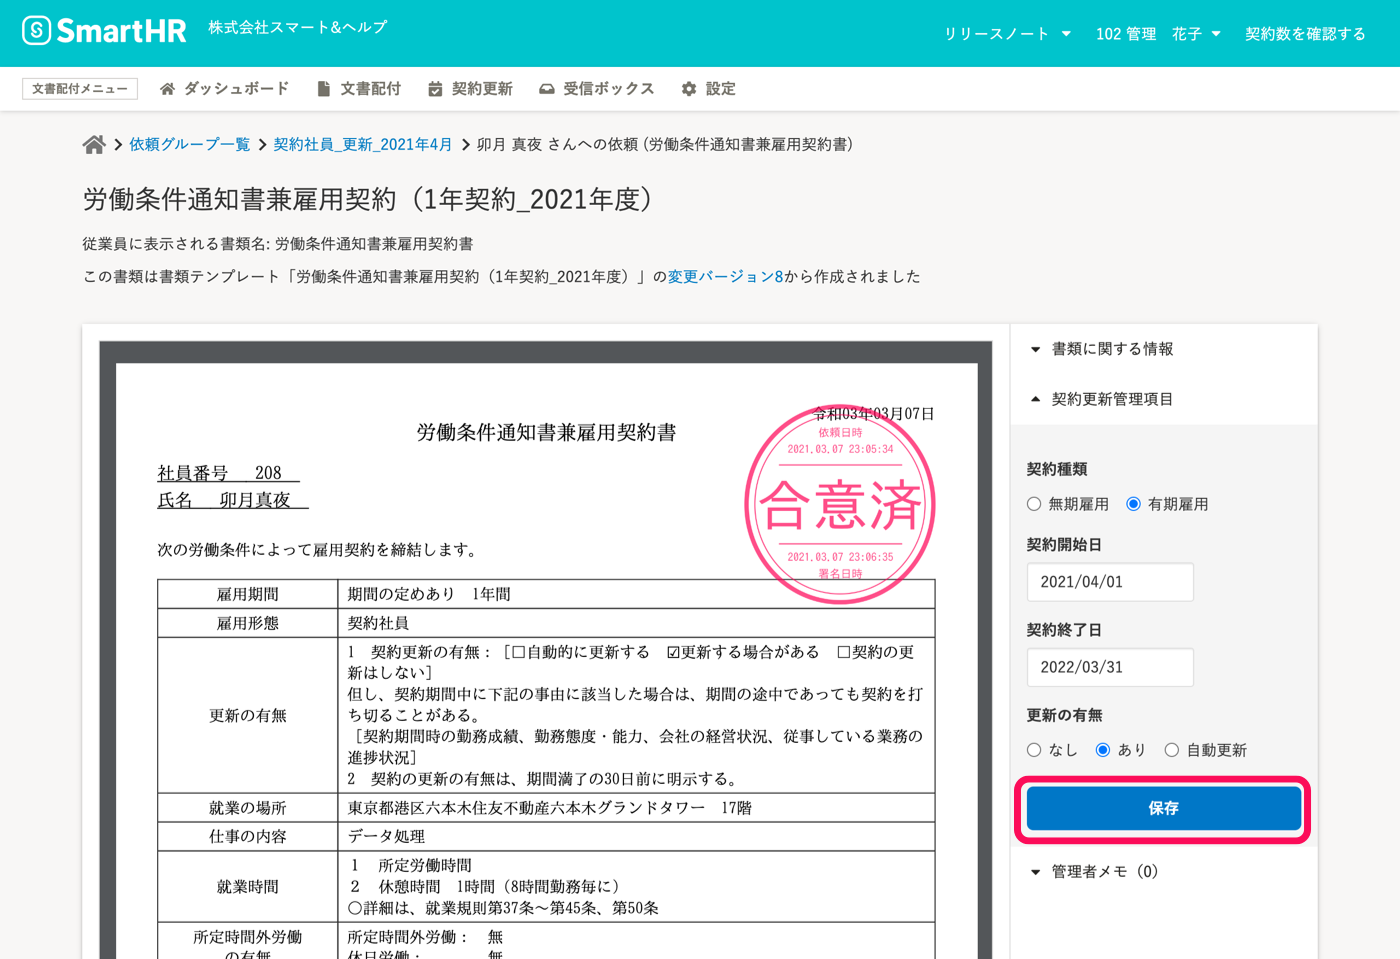 SmartHR 株式会社スマート&ヘルプ
リリースノート 102 管理 花子 契約数を確認する
文書配付メニュー ダッシュボード 文書配付 契約更新 受信ボックス 設定
依頼グループ一覧 契約社員_更新_2021年4月 卯月 真夜 さんへの依頼 (労働条件通知書兼雇用契約書)
労働条件通知書兼雇用契約（1年契約_2021年度）
従業員に表示される書類名: 労働条件通知書兼雇用契約書
この書類は書類テンプレート「労働条件通知書兼雇用契約（1年契約_2021年度）」の変更バージョン8から作成されました
令和03年03月07日
労働条件通知書兼雇用契約書
依頼日時
2021.03.07 23:05:34
合意済
2021.03.07 23:06:35
署名日時
社員番号 208
氏名 卯月真夜
次の労働条件によって雇用契約を締結します。
雇用期間 期間の定めあり 1年間
雇用形態 契約社員
更新の有無
1 契約更新の有無：［☐自動的に更新する ☑更新する場合がある ☐契約の更
新はしない］
但し、契約期間中に下記の事由に該当した場合は、期間の途中であっても契約を打
ち切ることがある。
［契約期間時の勤務成績、勤務態度・能力、会社の経営状況、従事している業務の
進捗状況］
2 契約の更新の有無は、期間満了の30日前に明示する。
就業の場所 東京都港区六本木住友不動産六本木グランドタワー 17階
仕事の内容 データ処理
就業時間
1 所定労働時間
2 休憩時間 1時間（8時間勤務毎に）
〇詳細は、就業規則第37条～第45条、第50条
所定時間外労働 所定時間外労働： 無
の有無 休日労働： 無
書類に関する情報
契約更新管理項目
契約種類
無期雇用 有期雇用
契約開始日
2021/04/01
契約終了日
2022/03/31
更新の有無
なし あり 自動更新
保存
管理者メモ（0）